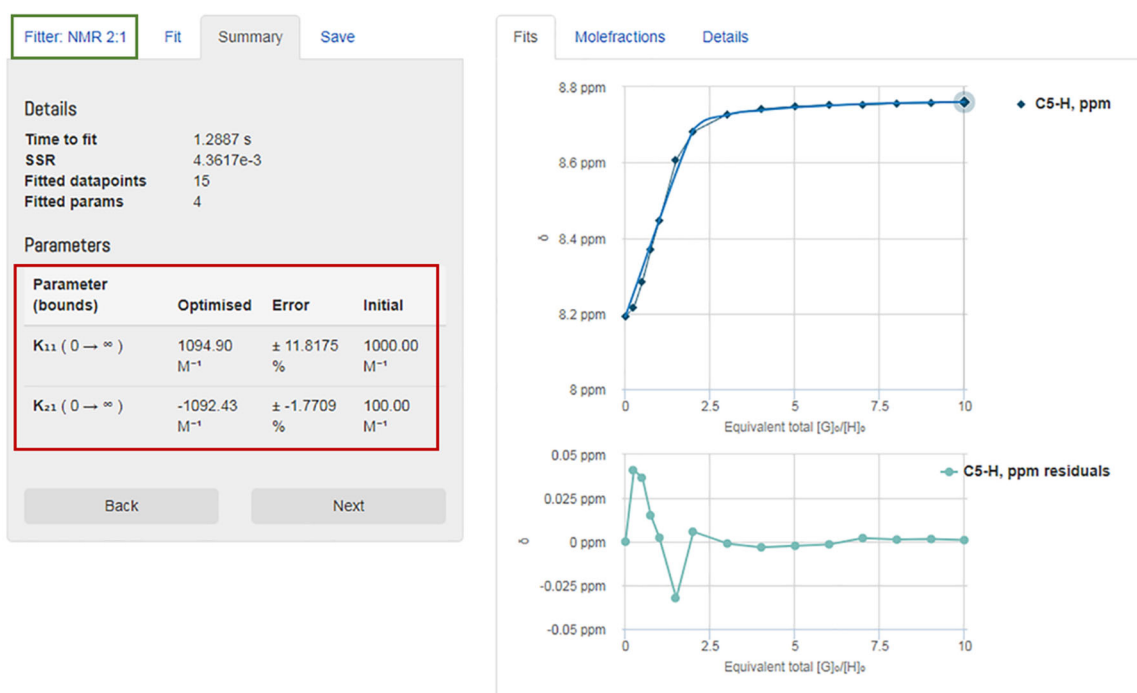 Fitter: NMR 2:1 Fit Summary Save
Details
Time to fit 1.2887 s
SSR 4.3617e-3
Fitted datapoints 15
Fitted params 4
Parameters
Parameter
(bounds) Optimised Error Initial
K₁₁ ( 0 → ∞ ) 1094.90 ± 11.8175 1000.00
M⁻¹ % M⁻¹
K₂₁ ( 0 → ∞ ) -1092.43 ± -1.7709 100.00
M⁻¹ % M⁻¹
Back Next
Fits Molefractions Details
8.8 ppm
8.6 ppm
8.4 ppm
8.2 ppm
8 ppm
δ
0 2.5 5 7.5 10
Equivalent total [G]₀/[H]₀
C5-H, ppm
0.05 ppm
0.025 ppm
0 ppm
-0.025 ppm
-0.05 ppm
δ
0 2.5 5 7.5 10
Equivalent total [G]₀/[H]₀
C5-H, ppm residuals